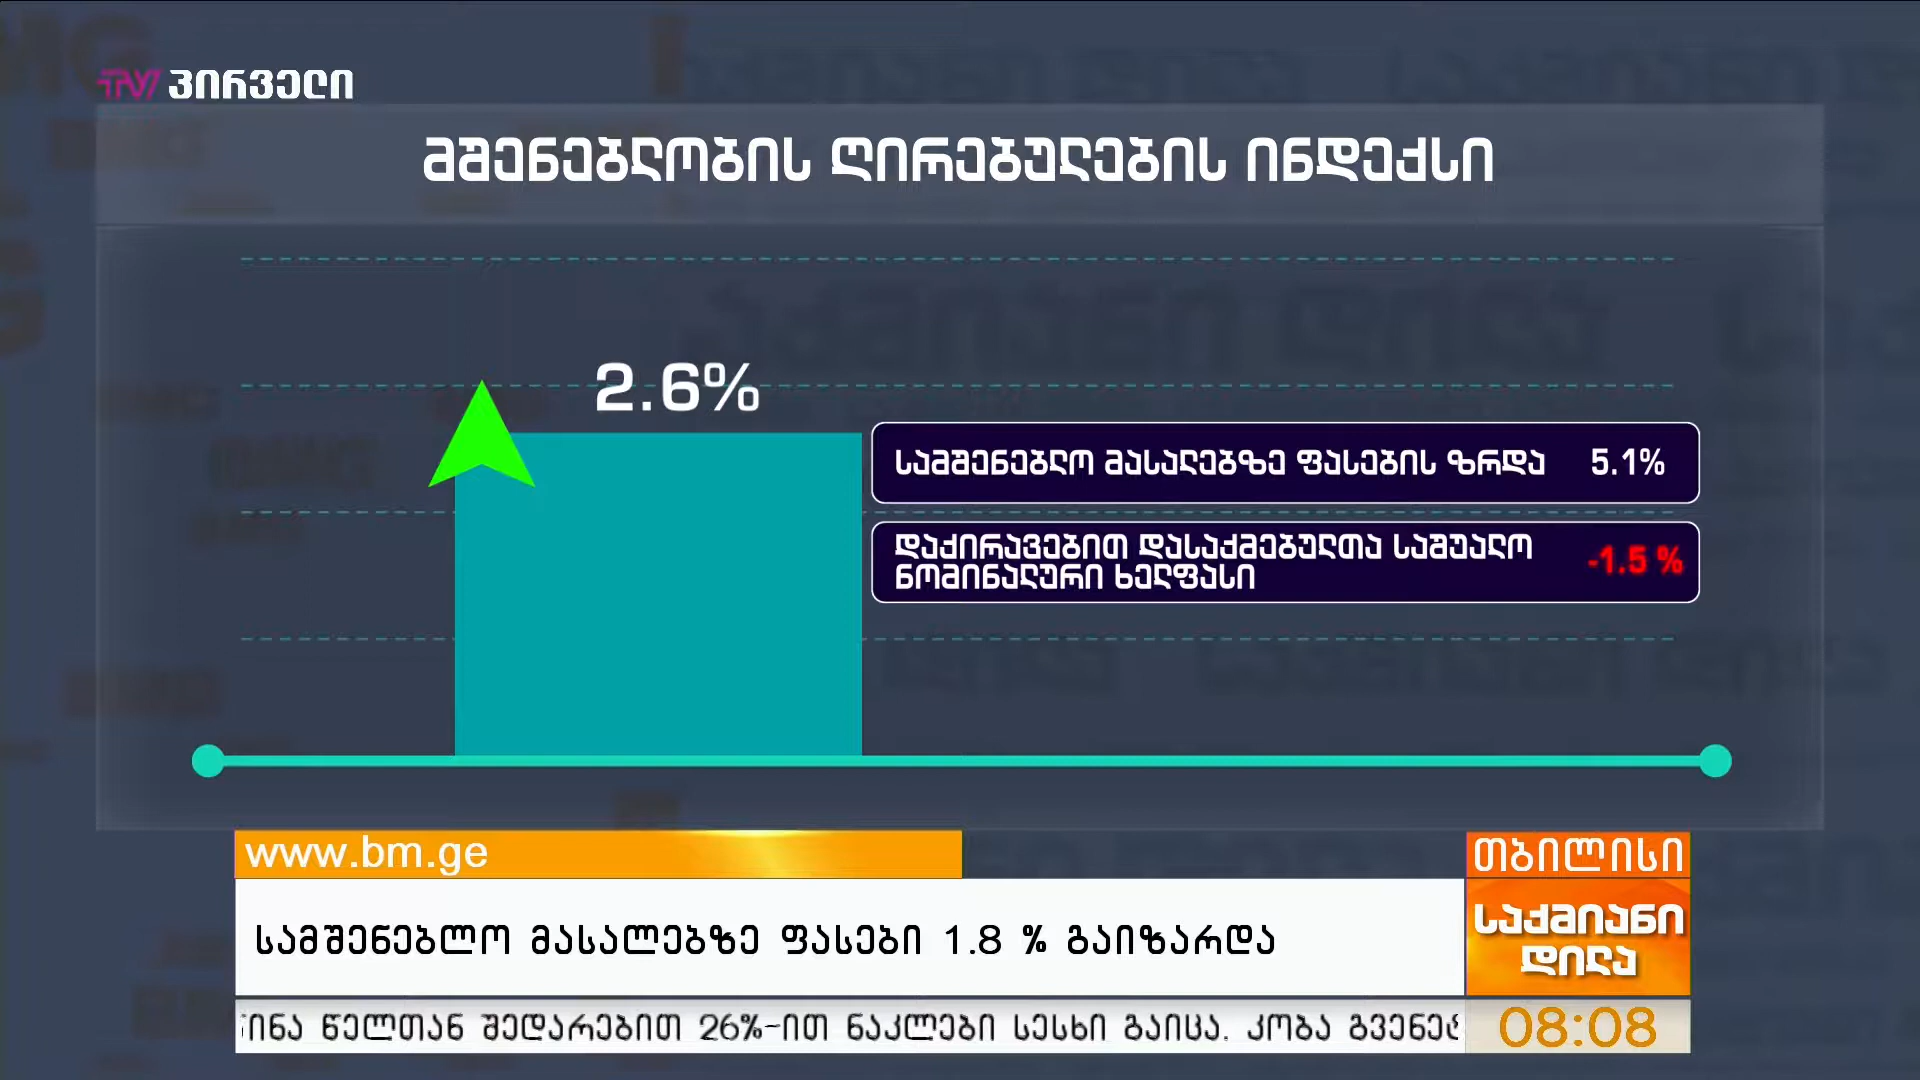 TV პირველი
მშენებლობის ღირებულების ინდექსი
2.6%
სამშენებლო მასალებზე ფასების ზრდა 5.1%
დაქირავებით დასაქმებულთა საშუალო
ნომინალური ხელფასი
-1.5 %
www.bm.ge
თბილისი
სამშენებლო მასალებზე ფასები 1.8 % გაიზარდა
საქმიანი
დილა
წელთან შედარებით 26%-ით ნაკლები სესხი გაიცა. კობა
08:08